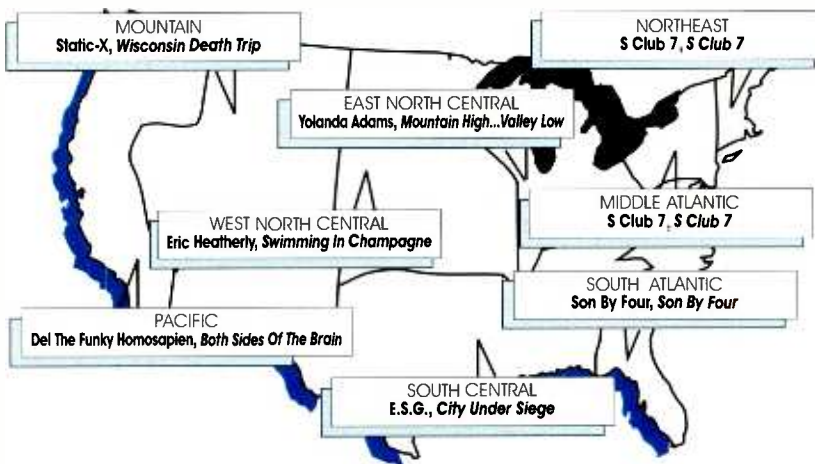 MOUNTAIN
Static-X, Wisconsin Death Trip
NORTHEAST
S Club 7, S Club 7
EAST NORTH CENTRAL
Yolanda Adams, Mountain High...Valley Low
MIDDLE ATLANTIC
S Club 7, S Club 7
WEST NORTH CENTRAL
Eric Heatherly, Swimming In Champagne
SOUTH ATLANTIC
Son By Four, Son By Four
PACIFIC
Del The Funky Homosapien, Both Sides Of The Brain
SOUTH CENTRAL
E.S.G., City Under Siege